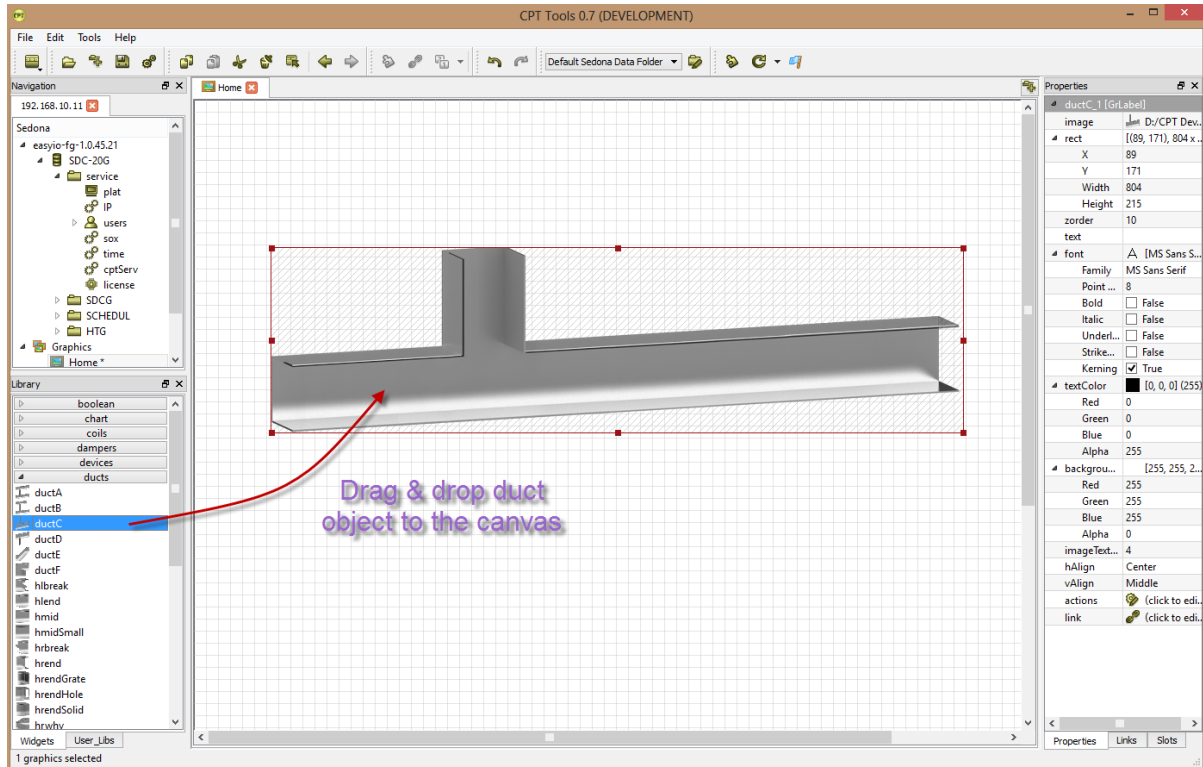 CPT
CPT Tools 0.7 (DEVELOPMENT)
File Edit Tools Help
Default Sedona Data Folder
Navigation
192.168.10.11
Sedona
easyio-fg-1.0.45.21
SDC-20G
service
plat
IP
users
sox
time
cptServ
license
SDCG
SCHEDUL
HTG
Graphics
Home *
Library
boolean
chart
coils
dampers
devices
ducts
ductA
ductB
ductC
ductD
ductE
ductF
hlbreak
hlend
hmid
hmidSmall
hrbreak
hrend
hrendGrate
hrendHole
hrendSolid
hrwhy
Widgets User_Libs
1 graphics selected
Home
Drag & drop duct
object to the canvas
Properties
ductC_1 [GrLabel]
image D:/CPT Dev..
rect [(89, 171), 804 x ..
X 89
Y 171
Width 804
Height 215
zorder 10
text
font A [MS Sans S...
Family MS Sans Serif
Point ... 8
Bold False
Italic False
Underl... False
Strike... False
Kerning True
textColor [0, 0, 0] (255)
Red 0
Green 0
Blue 0
Alpha 255
backgrou... [255, 255, 2...
Red 255
Green 255
Blue 255
Alpha 0
imageText... 4
hAlign Center
vAlign Middle
actions (click to edi..
link (click to edi..
Properties Links Slots